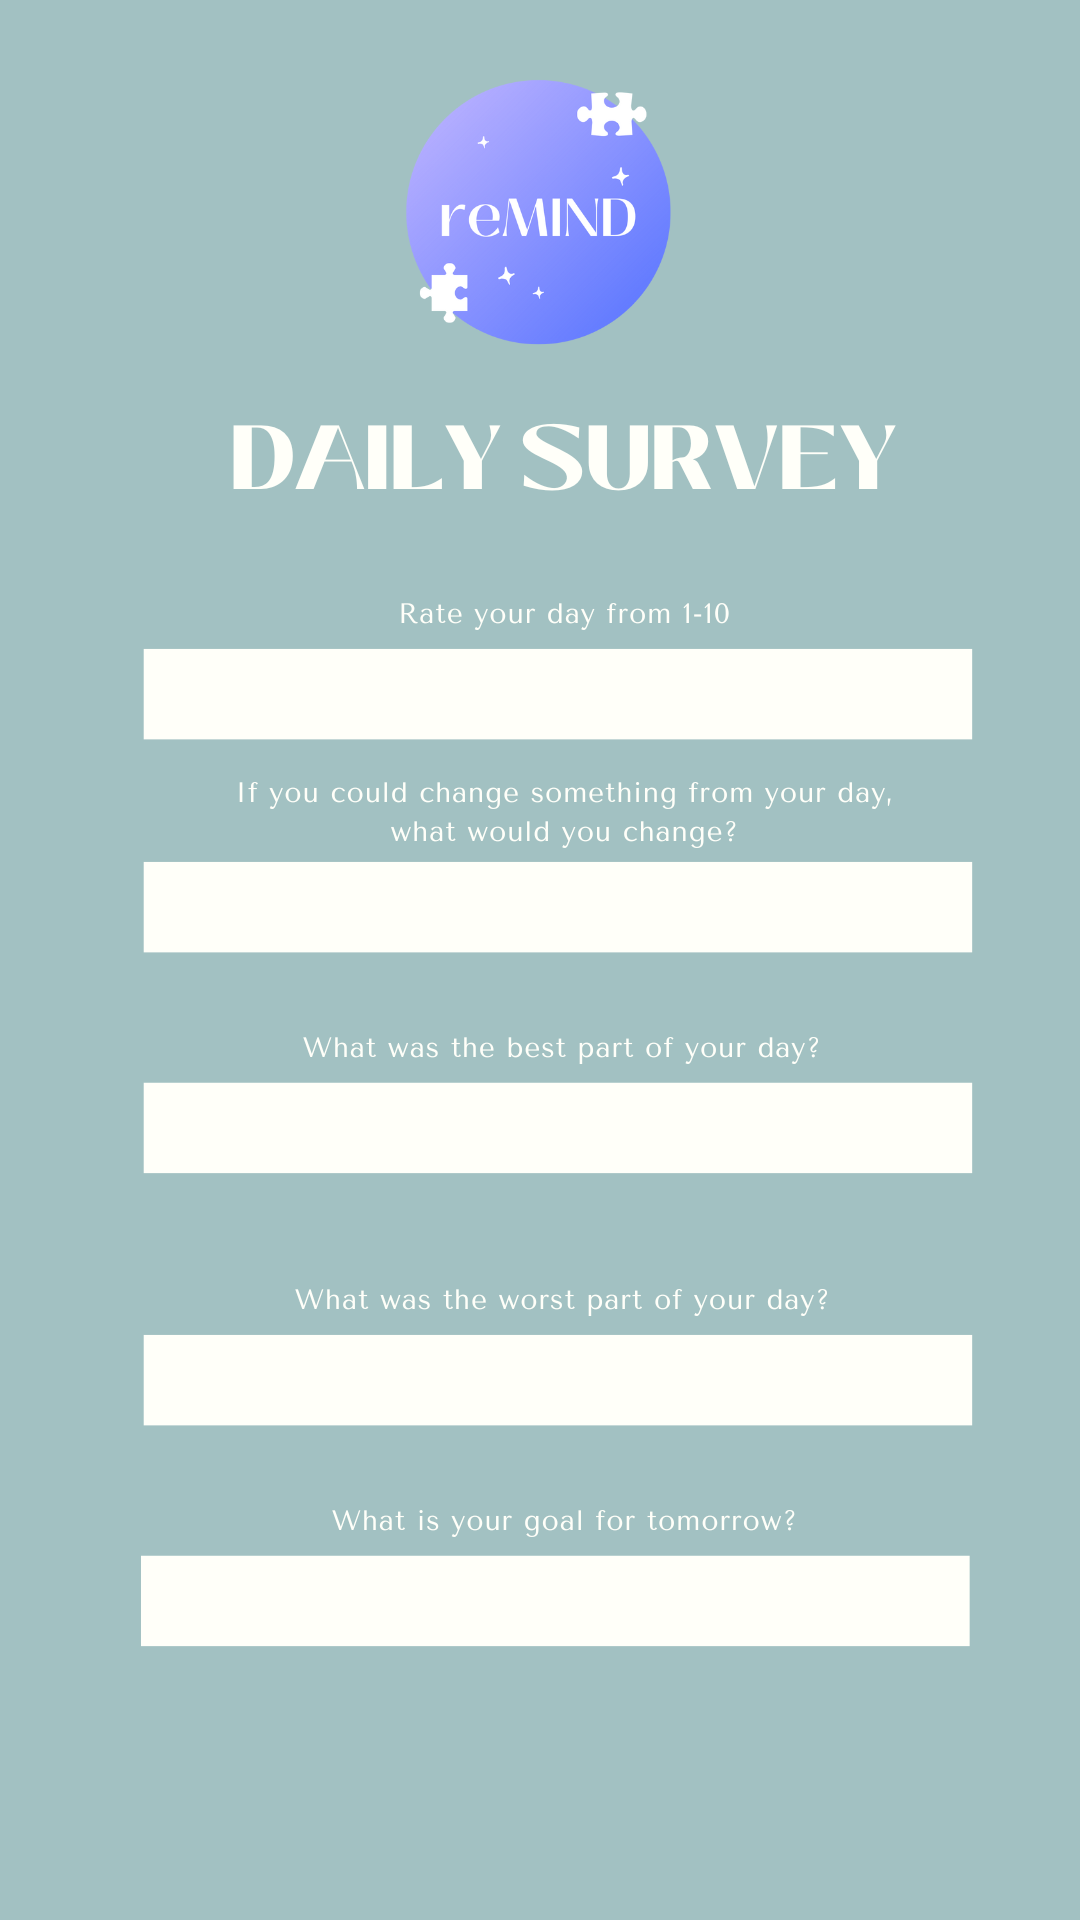 reMIND
DAILY SURVEY
Rate your day from 1-10
If you could change something from your day,
what would you change?
What was the best part of your day?
What was the worst part of your day?
What is your goal for tomorrow?